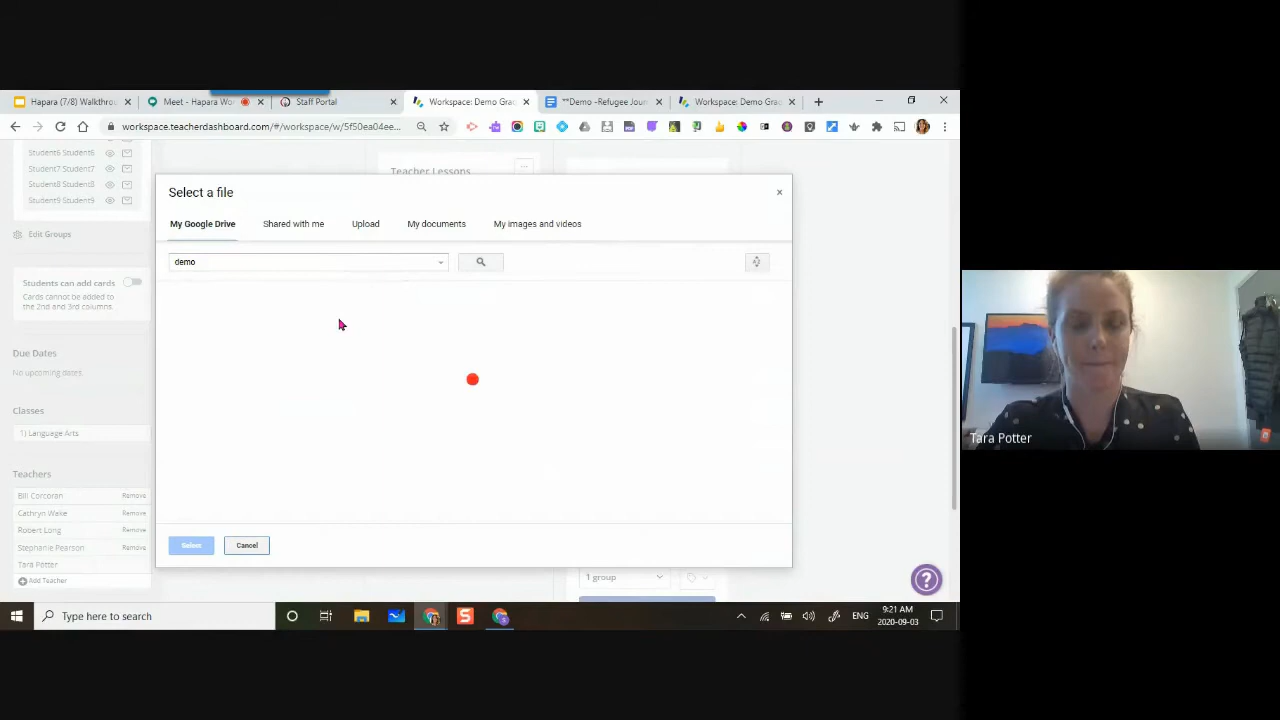 Hapara (7/8) Walkthrou
Meet - Hapara Wo
Staff Portal
Workspace: Demo Grad
**Demo -Refugee Jour
Workspace: Demo Grad
workspace.teacherdashboard.com/#/workspace/w/5f50ea04ee...
Student6 Student6
Student7 Student7
Student8 Student8
Student9 Student9
Edit Groups
Students can add cards
Cards cannot be added
to the 2nd and 3rd columns.
Due Dates
No upcoming dates.
Classes
1) Language Arts
Teachers
Bill Corcoran Remove
Cathryn Wake Remove
Robert Long Remove
Stephanie Pearson Remove
Tara Potter
Add Teacher
Teacher Lessons
Select a file
My Google Drive
Shared with me
Upload
My documents
My images and videos
demo
Select
Cancel
1 group
Tara Potter
Type here to search
ENG
9:21 AM
2020-09-03